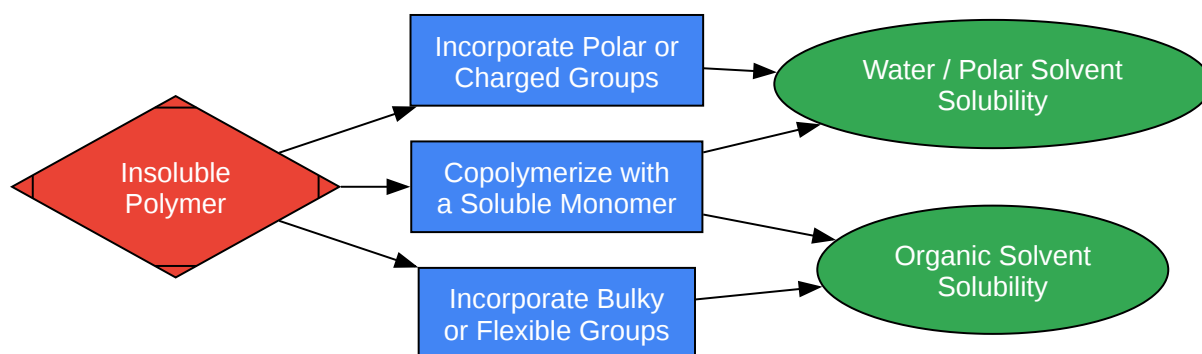 Insoluble
Polymer
Incorporate Polar or
Charged Groups
Copolymerize with
a Soluble Monomer
Incorporate Bulky
or Flexible Groups
Water / Polar Solvent
Solubility
Organic Solvent
Solubility